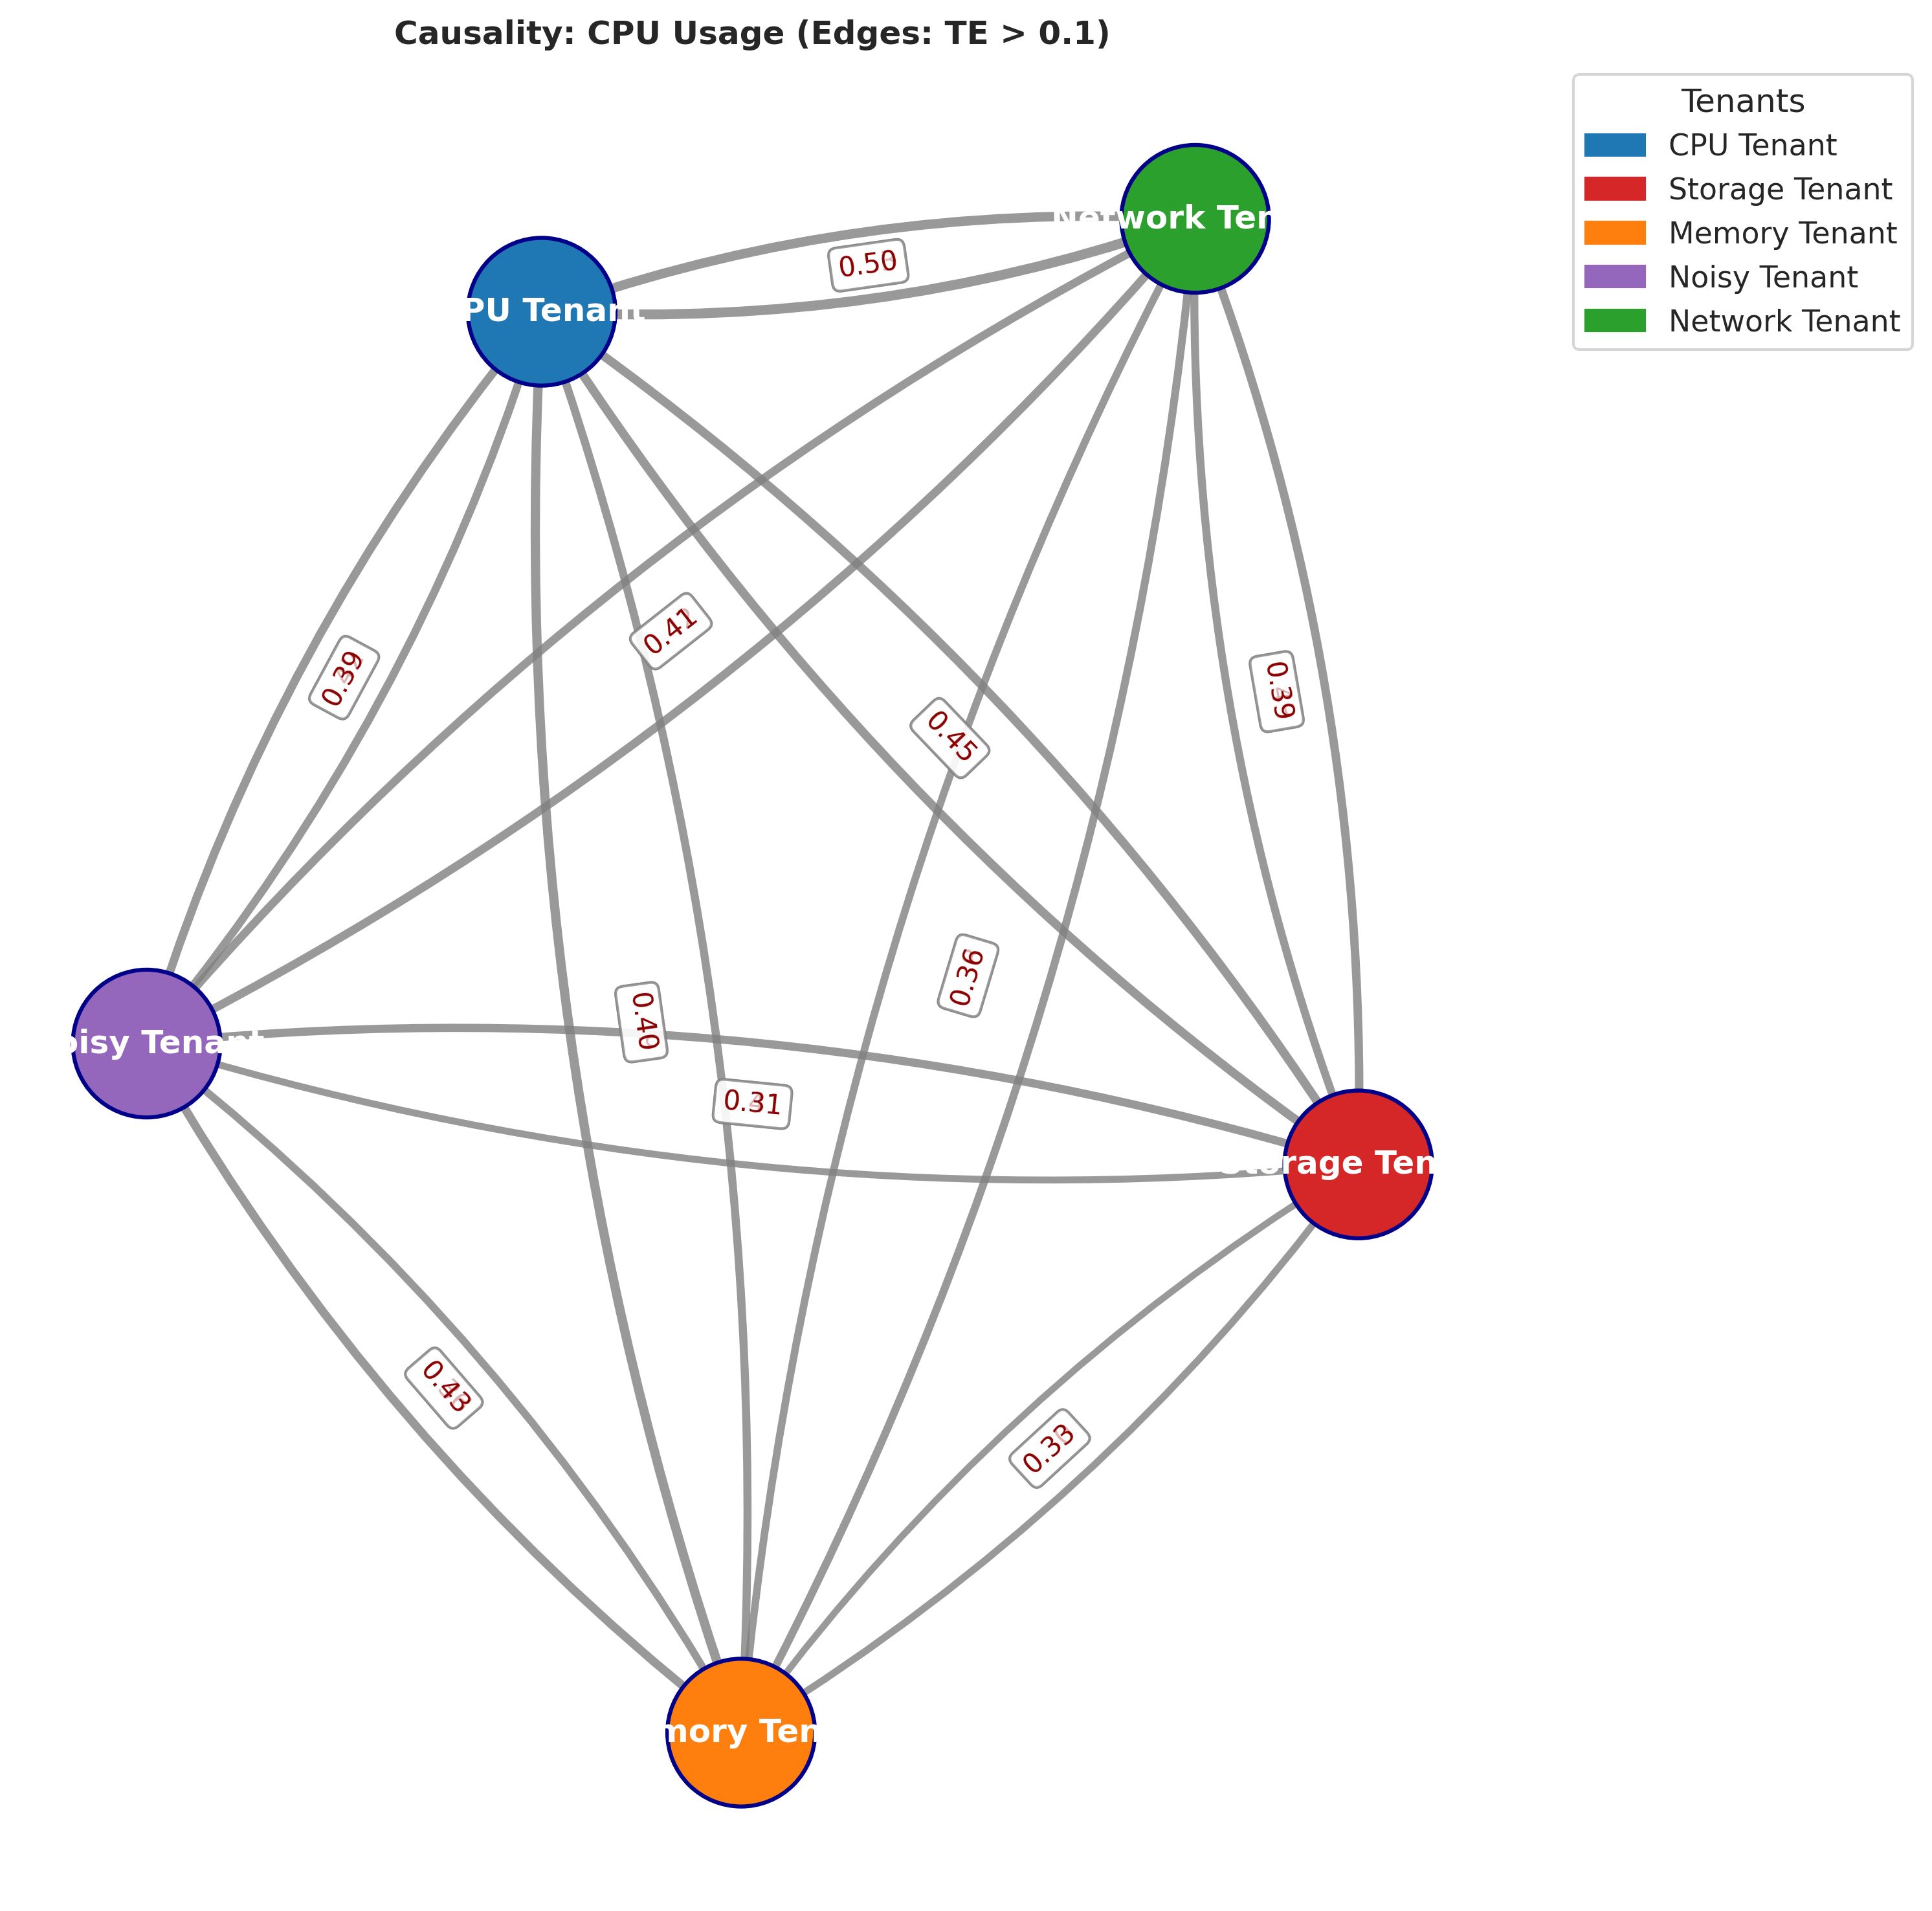 Causality: CPU Usage (Edges: TE > 0.1)
Tenants
CPU Tenant
Storage Tenant
Memory Tenant
Noisy Tenant
Network Tenant
Network Ten
PU Tenant
0.50
0.41
0.39
0.39
0.45
0.36
0.40
oisy Tenant
0.31
Storage Ten
0.43
0.33
mory Ten